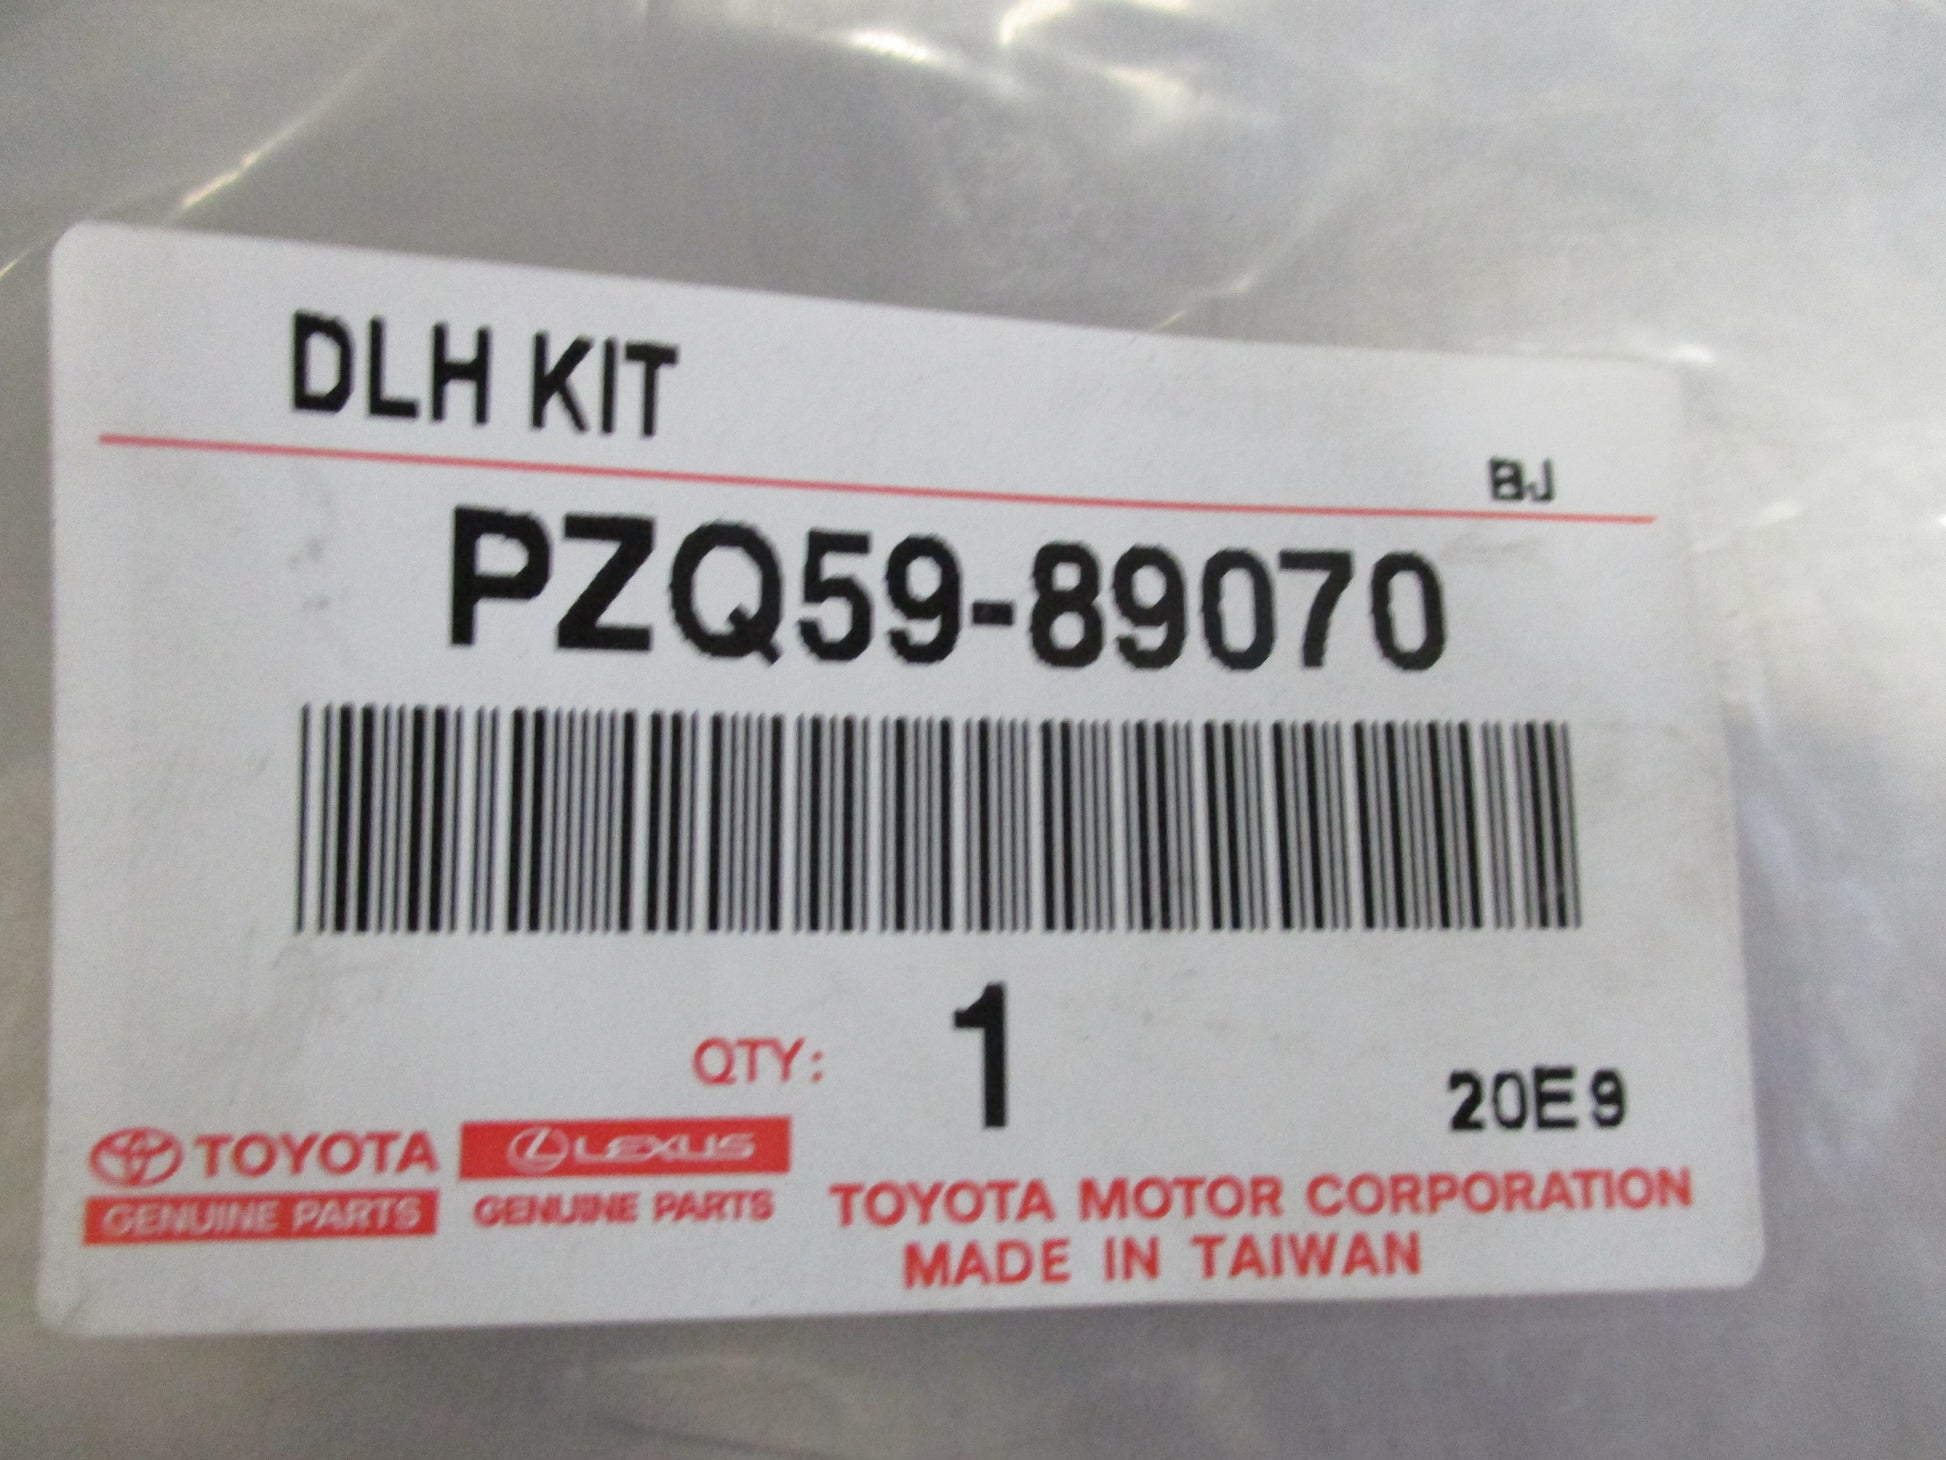 DLH KIT
BJ
PZQ59-89070
QTY: 1
20E9
TOYOTA
GENUINE PARTS
LEXUS
GENUINE PARTS
TOYOTA MOTOR CORPORATION
MADE IN TAIWAN